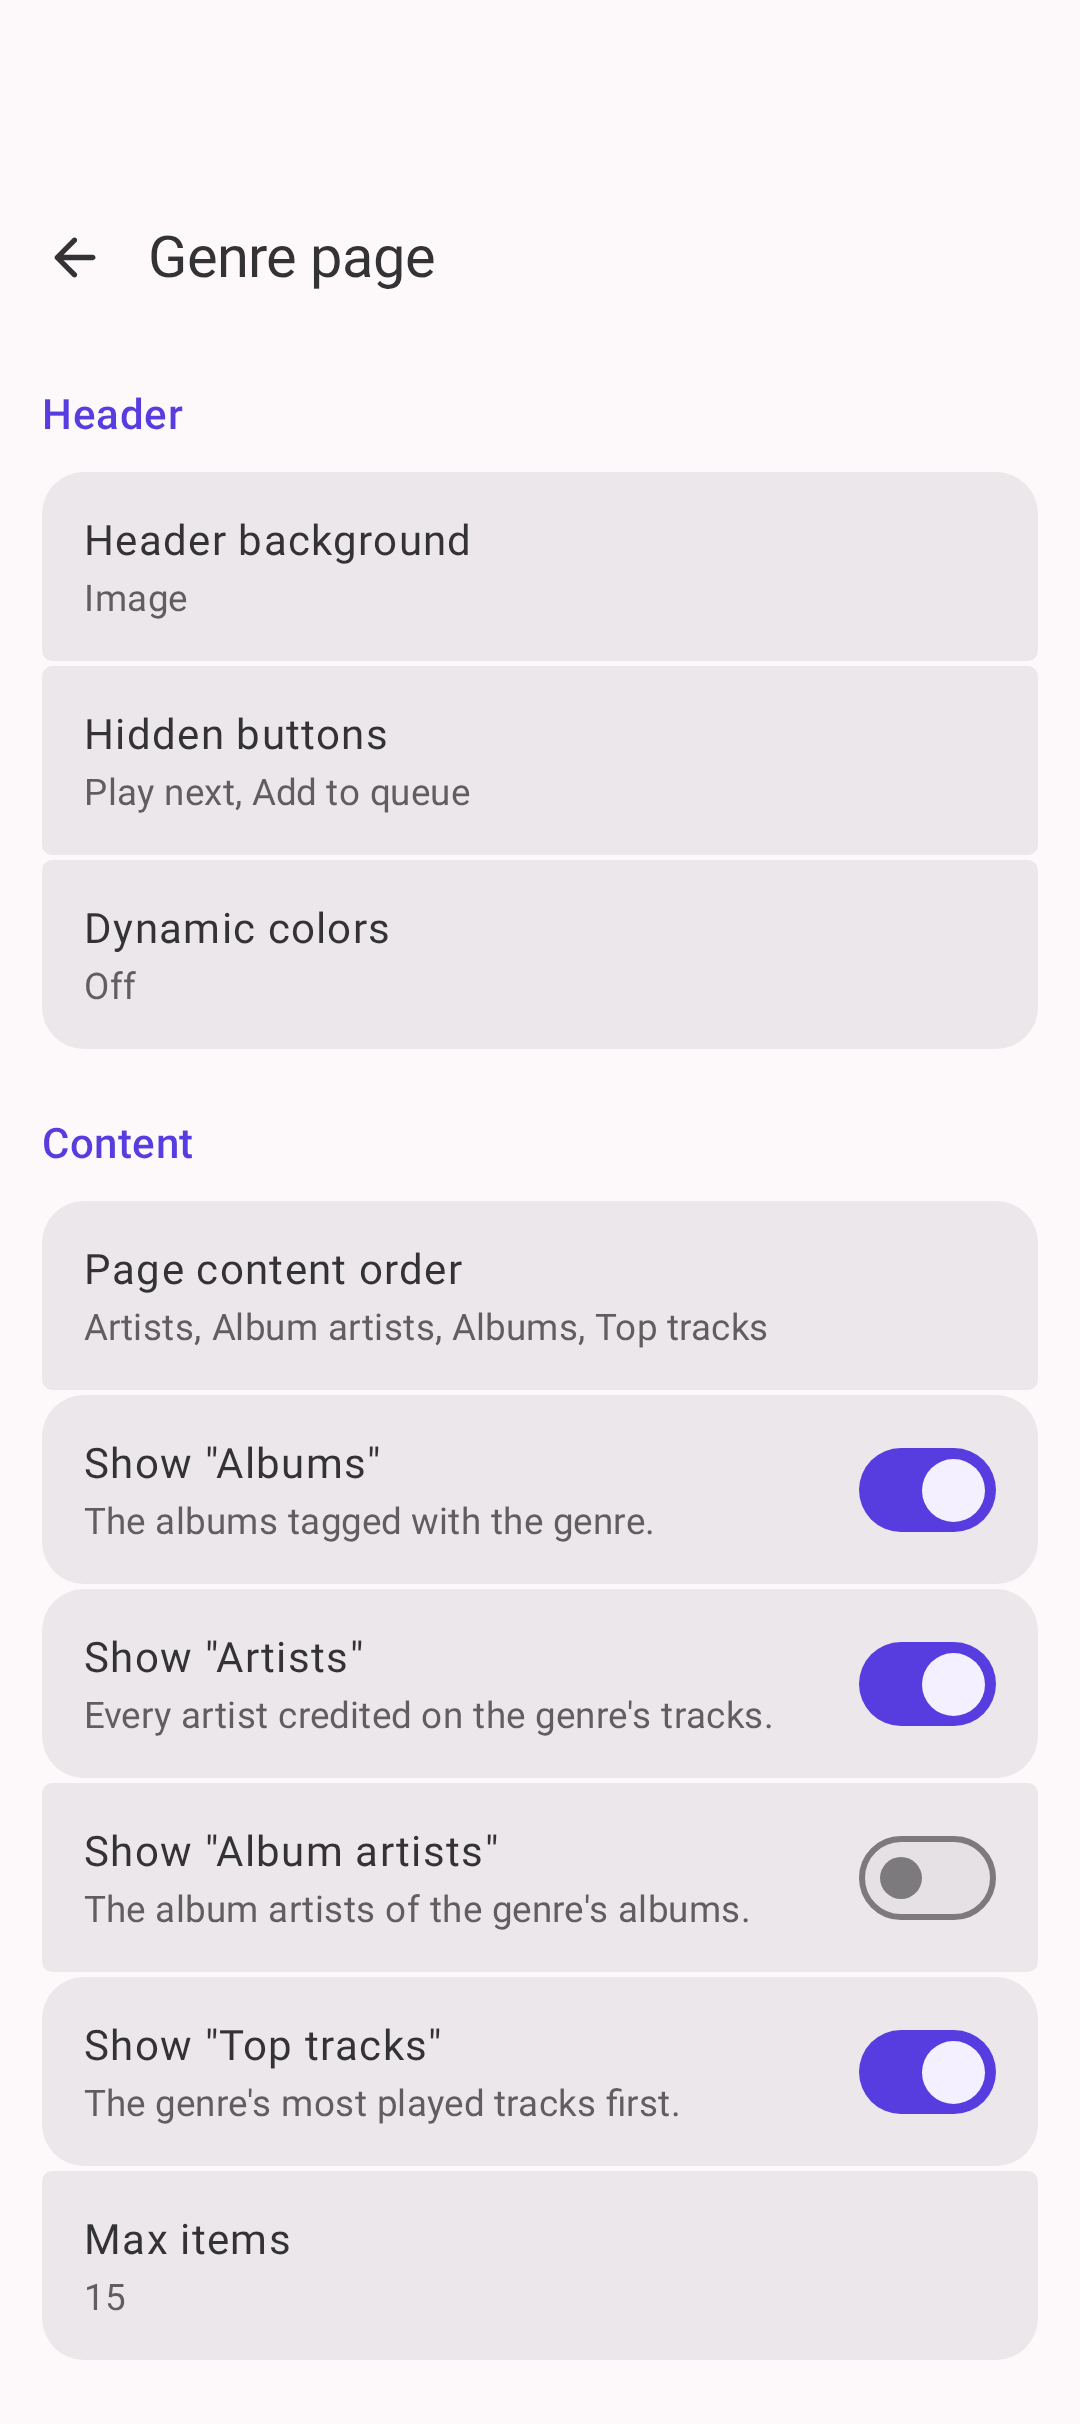 Genre page
Header
Header background
Image
Hidden buttons
Play next, Add to queue
Dynamic colors
Off
Content
Page content order
Artists, Album artists, Albums, Top tracks
Show "Albums"
The albums tagged with the genre.
Show "Artists"
Every artist credited on the genre's tracks.
Show "Album artists"
The album artists of the genre's albums.
Show "Top tracks"
The genre's most played tracks first.
Max items
15